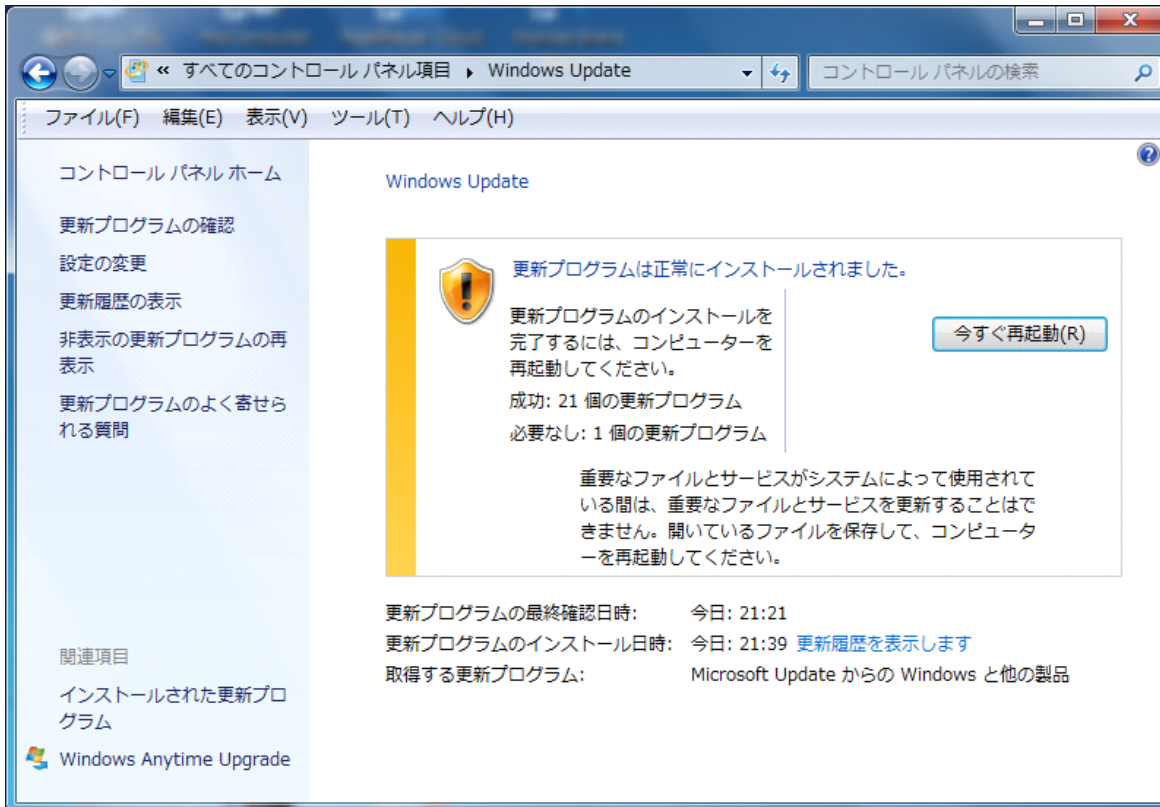 « すべてのコントロール パネル項目 ▸ Windows Update
コントロール パネルの検索
ファイル(F) 編集(E) 表示(V) ツール(T) ヘルプ(H)
コントロール パネル ホーム
更新プログラムの確認
設定の変更
更新履歴の表示
非表示の更新プログラムの再
表示
更新プログラムのよく寄せら
れる質問
関連項目
インストールされた更新プロ
グラム
Windows Anytime Upgrade
Windows Update
更新プログラムは正常にインストールされました。
更新プログラムのインストールを
完了するには、コンピューターを
再起動してください。
成功: 21 個の更新プログラム
必要なし: 1 個の更新プログラム
今すぐ再起動(R)
重要なファイルとサービスがシステムによって使用されて
いる間は、重要なファイルとサービスを更新することはで
きません。開いているファイルを保存して、コンピュータ
ーを再起動してください。
更新プログラムの最終確認日時: 今日: 21:21
更新プログラムのインストール日時: 今日: 21:39 更新履歴を表示します
取得する更新プログラム: Microsoft Update からの Windows と他の製品